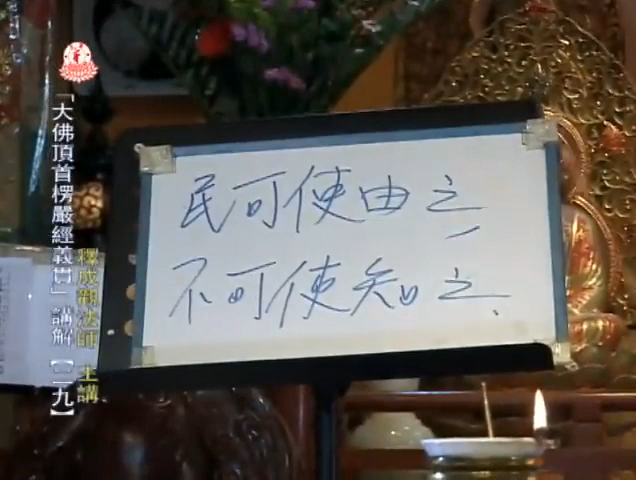 「大佛頂首楞嚴經義貫」講解【二九】
釋成觀法師 主講
民可使由之，
不可使知之.